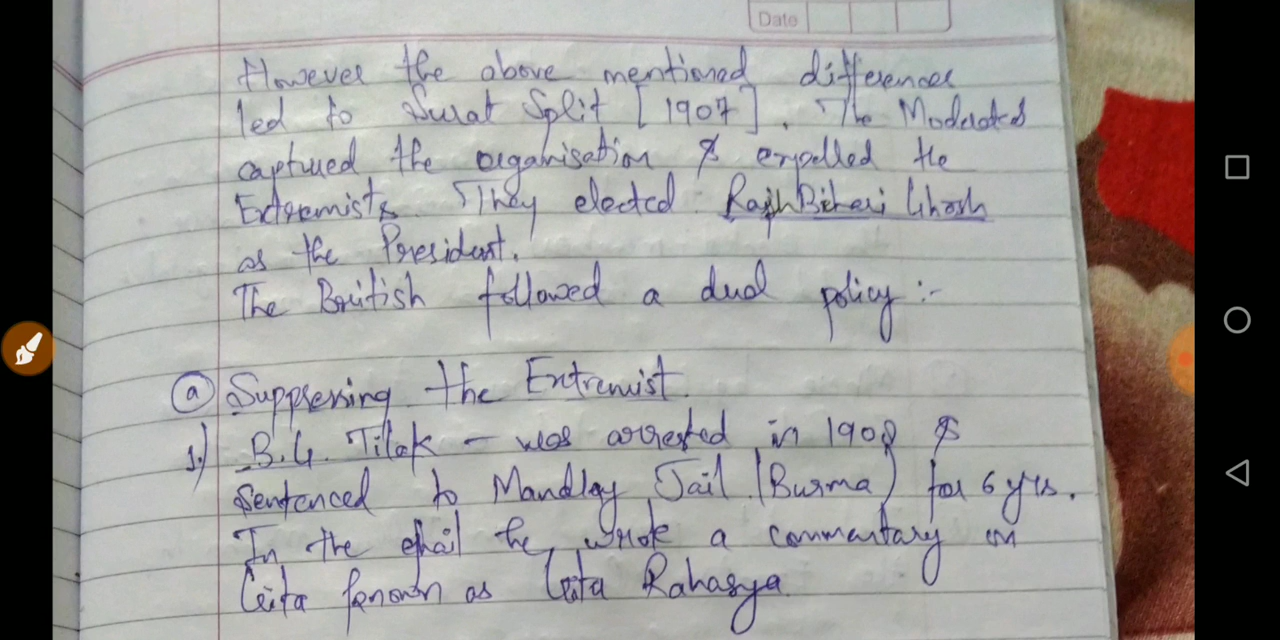 Date
However the above mentioned differences
led to Surat Split [1907]. The Moderates
captured the organisation & expelled the
Extremists. They elected RashBihari Ghosh
as the President.
The British followed a dual policy :-
(a) Suppressing the Extremist
1.) B.G. Tilak - was arrested in 1908 &
sentenced to Mandlay Jail (Burma) for 6 yrs.
In the jail he wrote a commentary on
Gita known as Gita Rahasya